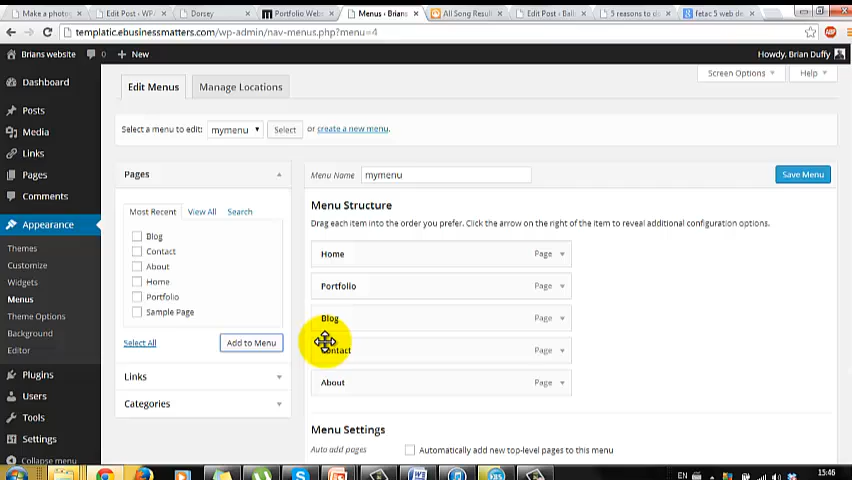 Make a photog
Edit Post ‹ WP
Dorsey
Portfolio Webs
Menus ‹ Brians
All Song Resul
Edit Post ‹ Ball
5 reasons to di
fetac 5 web de
templatic.ebusinessmatters.com/wp-admin/nav-menus.php?menu=4
Brians website 0 + New Howdy, Brian Duffy
Dashboard
Posts
Media
Links
Pages
Comments
Appearance
Themes
Customize
Widgets
Menus
Theme Options
Background
Editor
Plugins
Users
Tools
Settings
Collapse menu
Screen Options Help
Edit Menus Manage Locations
Select a menu to edit: mymenu Select or create a new menu.
Pages
Most Recent View All Search
Blog
Contact
About
Home
Portfolio
Sample Page
Select All Add to Menu
Links
Categories
Menu Name mymenu Save Menu
Menu Structure
Drag each item into the order you prefer. Click the arrow on the right of the item to reveal additional configuration options.
Home Page
Portfolio Page
Blog Page
Contact Page
About Page
Menu Settings
Auto add pages Automatically add new top-level pages to this menu
EN 15:46